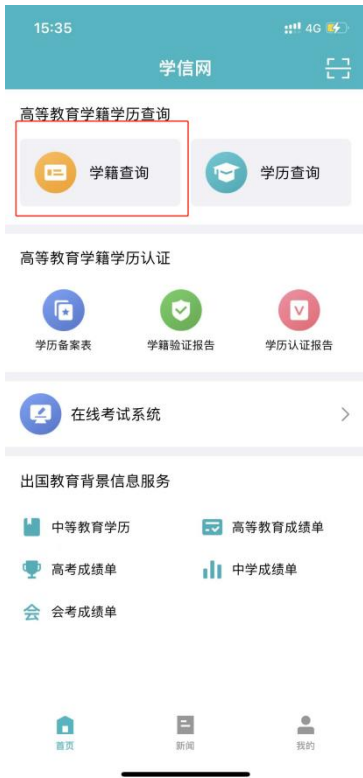 15:35
4G
学信网
高等教育学籍学历查询
学籍查询
学历查询
高等教育学籍学历认证
学历备案表
学籍验证报告
学历认证报告
在线考试系统
出国教育背景信息服务
中等教育学历
高等教育成绩单
高考成绩单
中学成绩单
会 会考成绩单
首页
新闻
我的